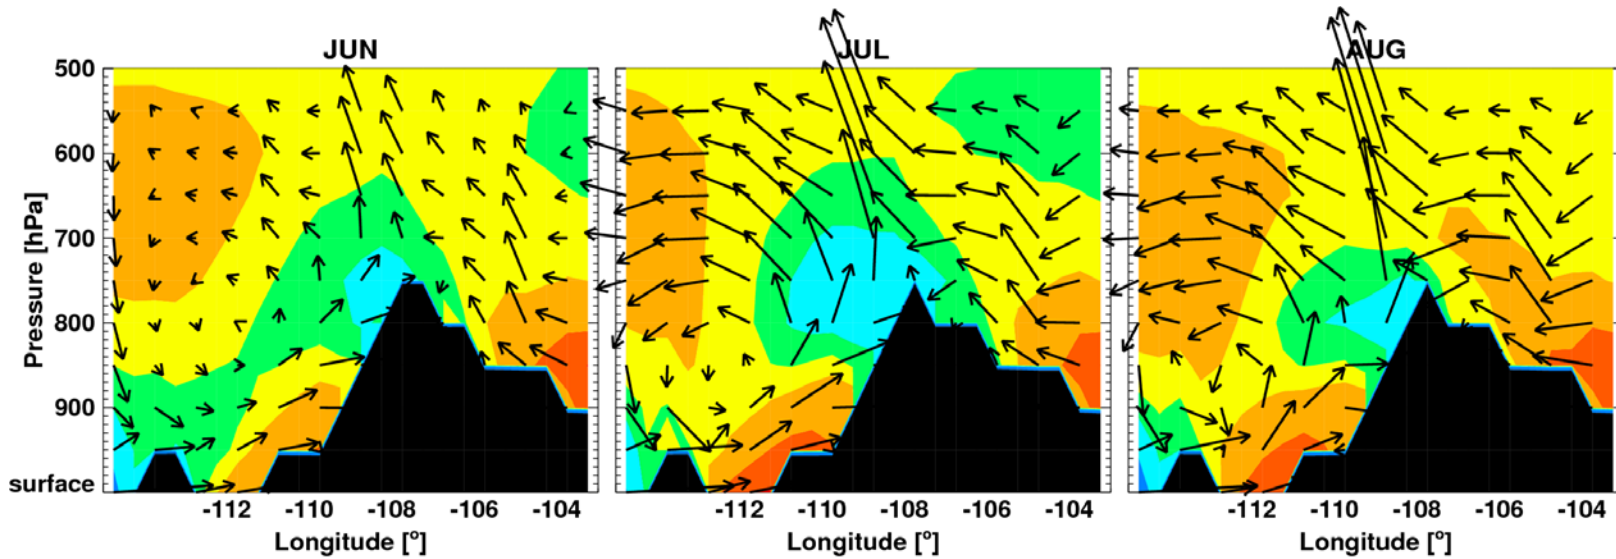 JUN JUL AUG
Pressure [hPa]
500
600
700
800
900
surface
-112 -110 -108 -106 -104 -112 -110 -108 -106 -104 -112 -110 -108 -106 -104
Longitude [º] Longitude [º] Longitude [º]